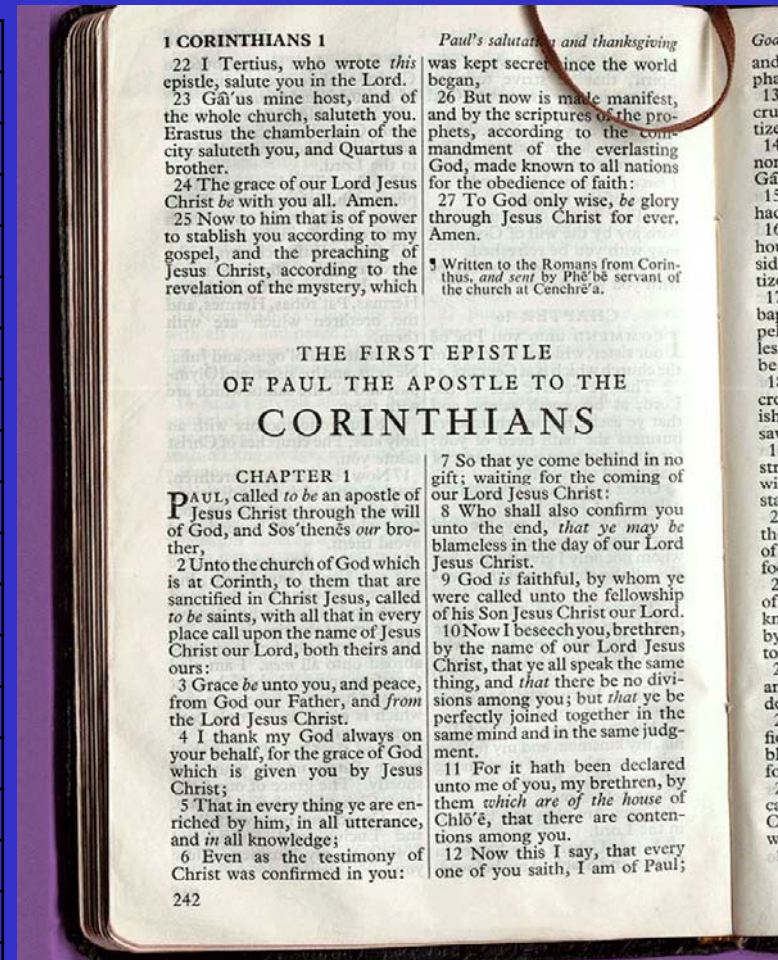 1 CORINTHIANS 1
Paul's salutation and thanksgiving
22 I Tertius, who wrote this
epistle, salute you in the Lord.
23 Gāi´us mine host, and of
the whole church, saluteth you.
Erastus the chamberlain of the
city saluteth you, and Quartus a
brother.
24 The grace of our Lord Jesus
Christ be with you all. Amen.
25 Now to him that is of power
to stablish you according to my
gospel, and the preaching of
Jesus Christ, according to the
revelation of the mystery, which
was kept secret since the world
began,
26 But now is made manifest,
and by the scriptures of the pro-
phets, according to the com-
mandment of the everlasting
God, made known to all nations
for the obedience of faith:
27 To God only wise, be glory
through Jesus Christ for ever.
Amen.
¶ Written to the Romans from Corin-
thus, and sent by Phē´bē servant of
the church at Cenchrē´a.
THE FIRST EPISTLE
OF PAUL THE APOSTLE TO THE
CORINTHIANS
CHAPTER 1
PAUL, called to be an apostle of
Jesus Christ through the will
of God, and Sos´thenēs our bro-
ther,
2 Unto the church of God which
is at Corinth, to them that are
sanctified in Christ Jesus, called
to be saints, with all that in every
place call upon the name of Jesus
Christ our Lord, both theirs and
ours:
3 Grace be unto you, and peace,
from God our Father, and from
the Lord Jesus Christ.
4 I thank my God always on
your behalf, for the grace of God
which is given you by Jesus
Christ;
5 That in every thing ye are en-
riched by him, in all utterance,
and in all knowledge;
6 Even as the testimony of
Christ was confirmed in you:
7 So that ye come behind in no
gift; waiting for the coming of
our Lord Jesus Christ:
8 Who shall also confirm you
unto the end, that ye may be
blameless in the day of our Lord
Jesus Christ.
9 God is faithful, by whom ye
were called unto the fellowship
of his Son Jesus Christ our Lord.
10 Now I beseech you, brethren,
by the name of our Lord Jesus
Christ, that ye all speak the same
thing, and that there be no divi-
sions among you; but that ye be
perfectly joined together in the
same mind and in the same judg-
ment.
11 For it hath been declared
unto me of you, my brethren, by
them which are of the house of
Chlō´ē, that there are conten-
tions among you.
12 Now this I say, that every
one of you saith, I am of Paul;
242